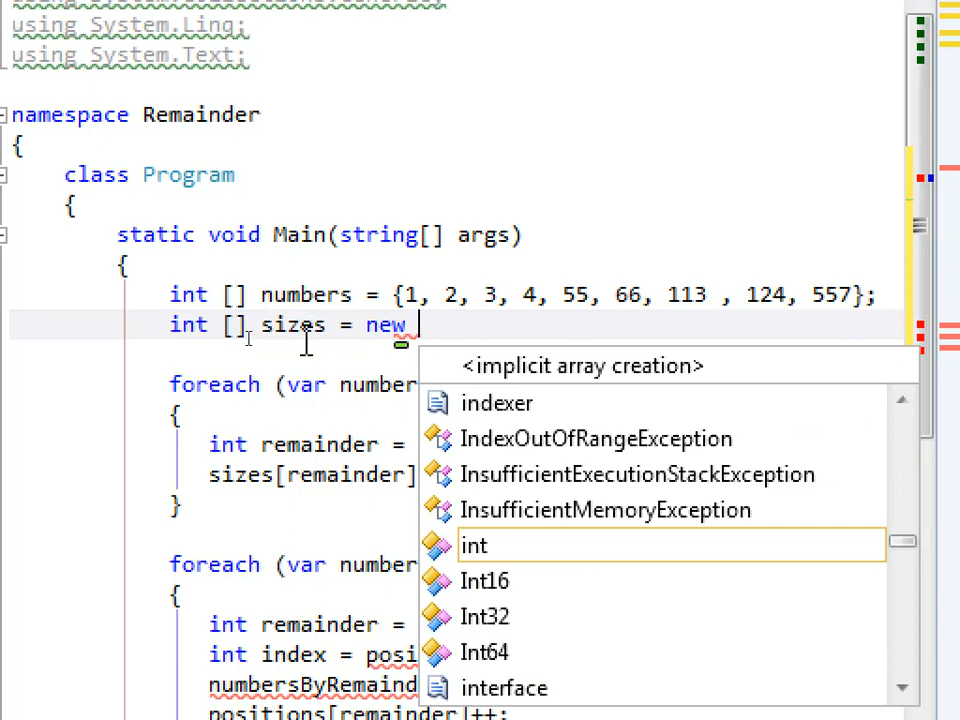 using System.Linq;
using System.Text;
namespace Remainder
{
class Program
{
static void Main(string[] args)
{
int [] numbers = {1, 2, 3, 4, 55, 66, 113 , 124, 557};
int [] sizes = new
<implicit array creation>
foreach (var number
indexer
{
IndexOutOfRangeException
int remainder =
sizes[remainder]
InsufficientExecutionStackException
}
InsufficientMemoryException
int
foreach (var number
Int16
{
int remainder =
Int32
int index = posi
Int64
numbersByRemaind
interface
positions[remainder]++;